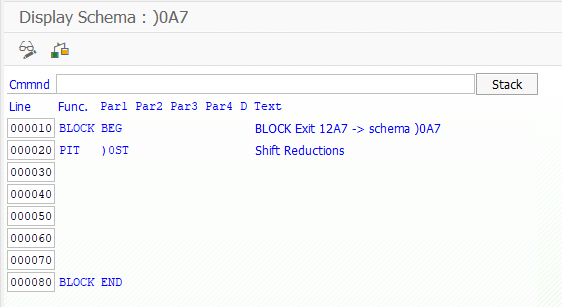 Display Schema : )0A7
Cmmnd Stack
Line Func. Par1 Par2 Par3 Par4 D Text
000010 BLOCK BEG BLOCK Exit 12A7 -> schema )0A7
000020 PIT )0ST Shift Reductions
000030
000040
000050
000060
000070
000080 BLOCK END